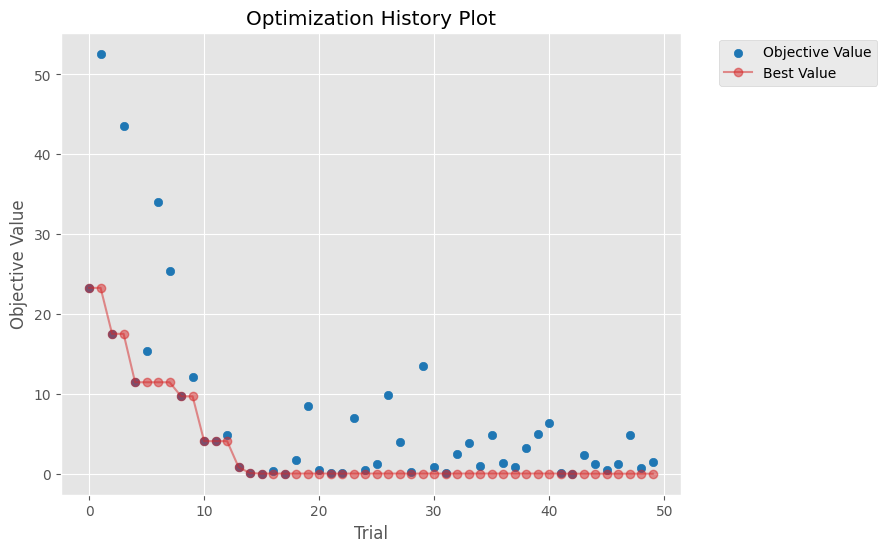 Optimization History Plot
Objective Value
Best Value
Objective Value
50
40
30
20
10
0
0 10 20 30 40 50
Trial